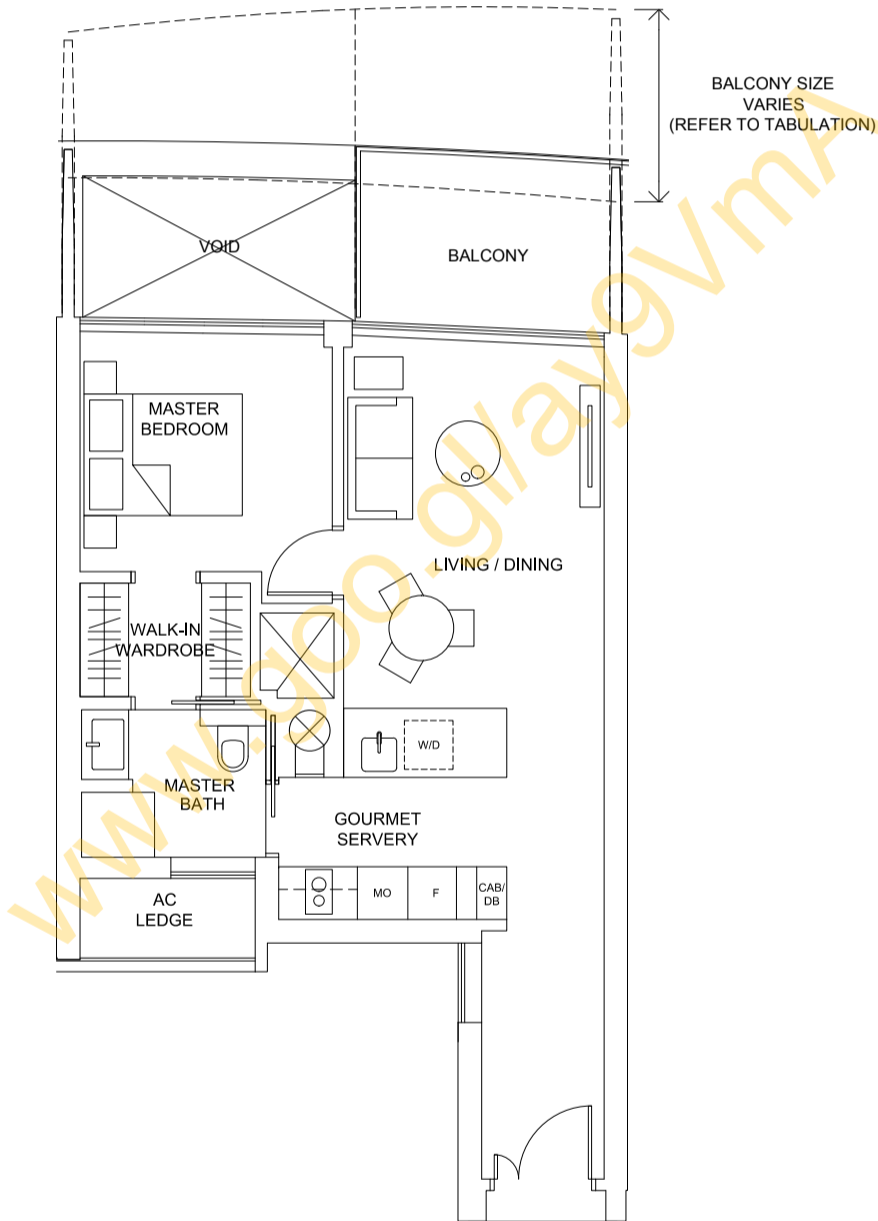 BALCONY SIZE
VARIES
(REFER TO TABULATION)
VOID
BALCONY
MASTER
BEDROOM
LIVING / DINING
WALK-IN
WARDROBE
W/D
MASTER
BATH
GOURMET
SERVERY
MO
F
CAB/
DB
AC
LEDGE
www.goo.gl/ay9VmA